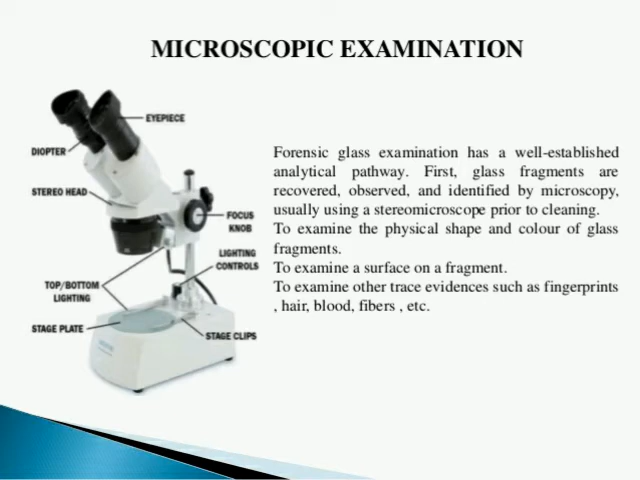 MICROSCOPIC EXAMINATION
EYEPIECE
DIOPTER
STEREO HEAD
FOCUS
KNOB
LIGHTING
CONTROLS
TOP/BOTTOM
LIGHTING
STAGE PLATE
STAGE CLIPS
Forensic glass examination has a well-established
analytical pathway. First, glass fragments are
recovered, observed, and identified by microscopy,
usually using a stereomicroscope prior to cleaning.
To examine the physical shape and colour of glass
fragments.
To examine a surface on a fragment.
To examine other trace evidences such as fingerprints
, hair, blood, fibers , etc.